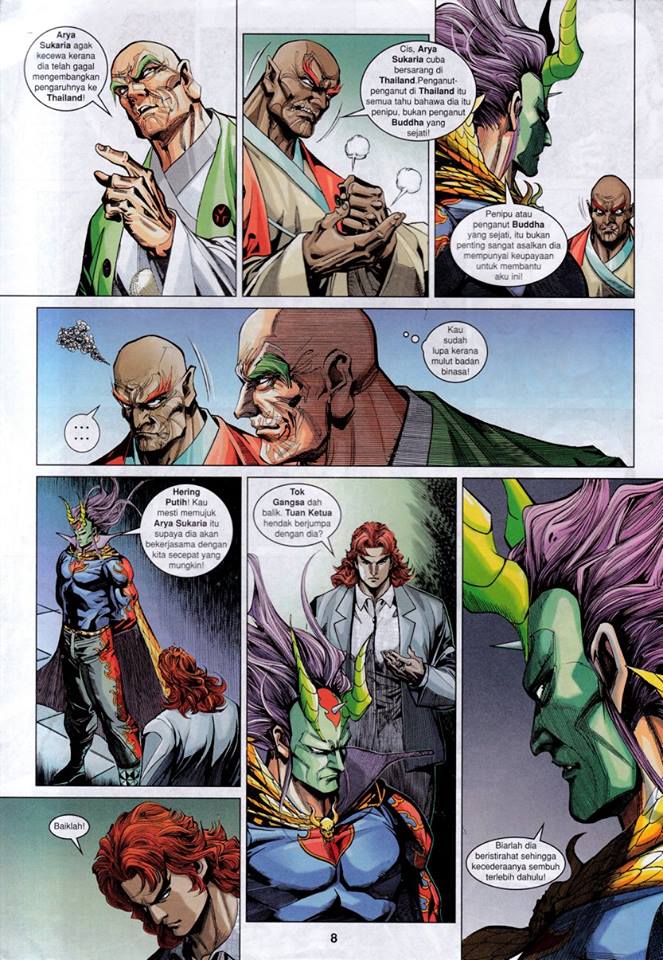 Arya
Sukaria agak
kecewa kerana
dia telah gagal
mengembangkan
pengaruhnya ke
Thailand!
Cis, Arya
Sukaria cuba
bersarang di
Thailand.Penganut-
penganut di Thailand itu
semua tahu bahawa dia itu
penipu, bukan penganut
Buddha yang
sejati!
Penipu atau
penganut Buddha
yang sejati, itu bukan
penting sangat asalkan dia
mempunyai keupayaan
untuk membantu
aku ini!
Kau
sudah
lupa kerana
mulut badan
binasa!
...
...
Hering
Putih! Kau
mesti memujuk
Arya Sukaria itu
supaya dia akan
bekerjasama dengan
kita secepat yang
mungkin!
Tok
Gangsa dah
balik. Tuan Ketua
hendak berjumpa
dengan dia?
Baiklah!
Biarlah dia
beristirahat sehingga
kecederaanya sembuh
terlebih dahulu!
8